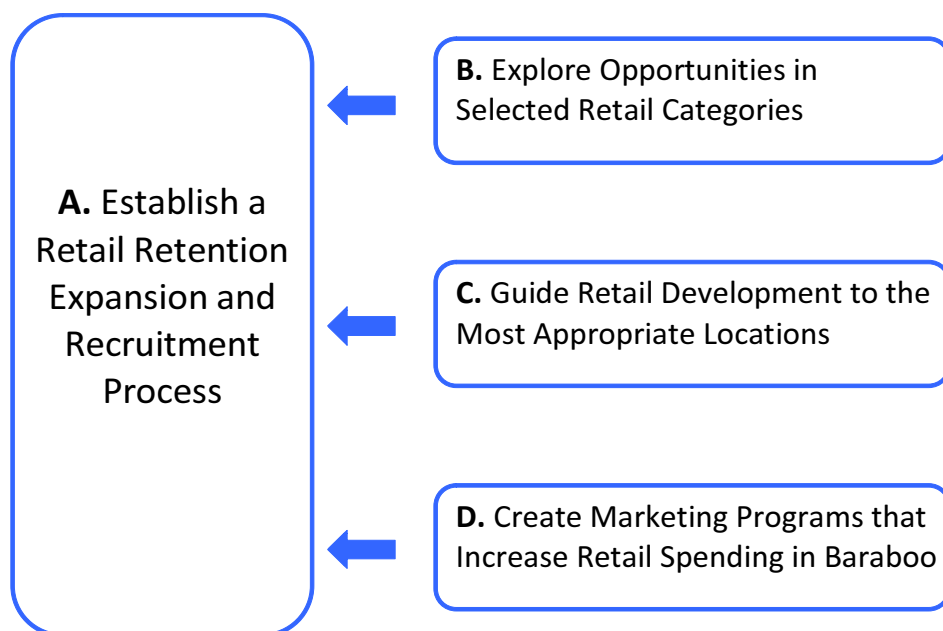 A. Establish a
Retail Retention
Expansion and
Recruitment
Process
B. Explore Opportunities in
Selected Retail Categories
C. Guide Retail Development to the
Most Appropriate Locations
D. Create Marketing Programs that
Increase Retail Spending in Baraboo